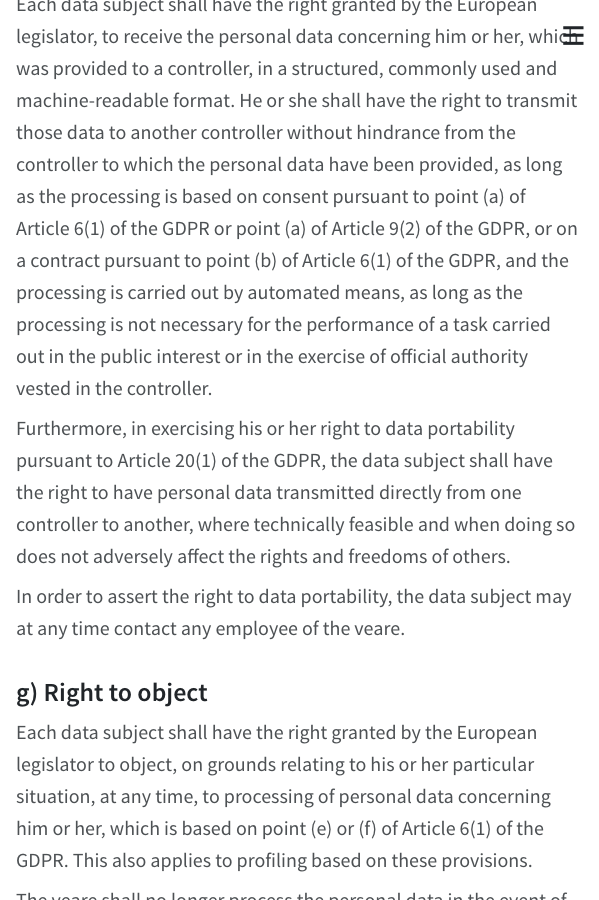 Each data subject shall have the right granted by the European
legislator, to receive the personal data concerning him or her, which
was provided to a controller, in a structured, commonly used and
machine-readable format. He or she shall have the right to transmit
those data to another controller without hindrance from the
controller to which the personal data have been provided, as long
as the processing is based on consent pursuant to point (a) of
Article 6(1) of the GDPR or point (a) of Article 9(2) of the GDPR, or on
a contract pursuant to point (b) of Article 6(1) of the GDPR, and the
processing is carried out by automated means, as long as the
processing is not necessary for the performance of a task carried
out in the public interest or in the exercise of official authority
vested in the controller.
Furthermore, in exercising his or her right to data portability
pursuant to Article 20(1) of the GDPR, the data subject shall have
the right to have personal data transmitted directly from one
controller to another, where technically feasible and when doing so
does not adversely affect the rights and freedoms of others.
In order to assert the right to data portability, the data subject may
at any time contact any employee of the veare.
g) Right to object
Each data subject shall have the right granted by the European
legislator to object, on grounds relating to his or her particular
situation, at any time, to processing of personal data concerning
him or her, which is based on point (e) or (f) of Article 6(1) of the
GDPR. This also applies to profiling based on these provisions.
The veare shall no longer process the personal data in the event of